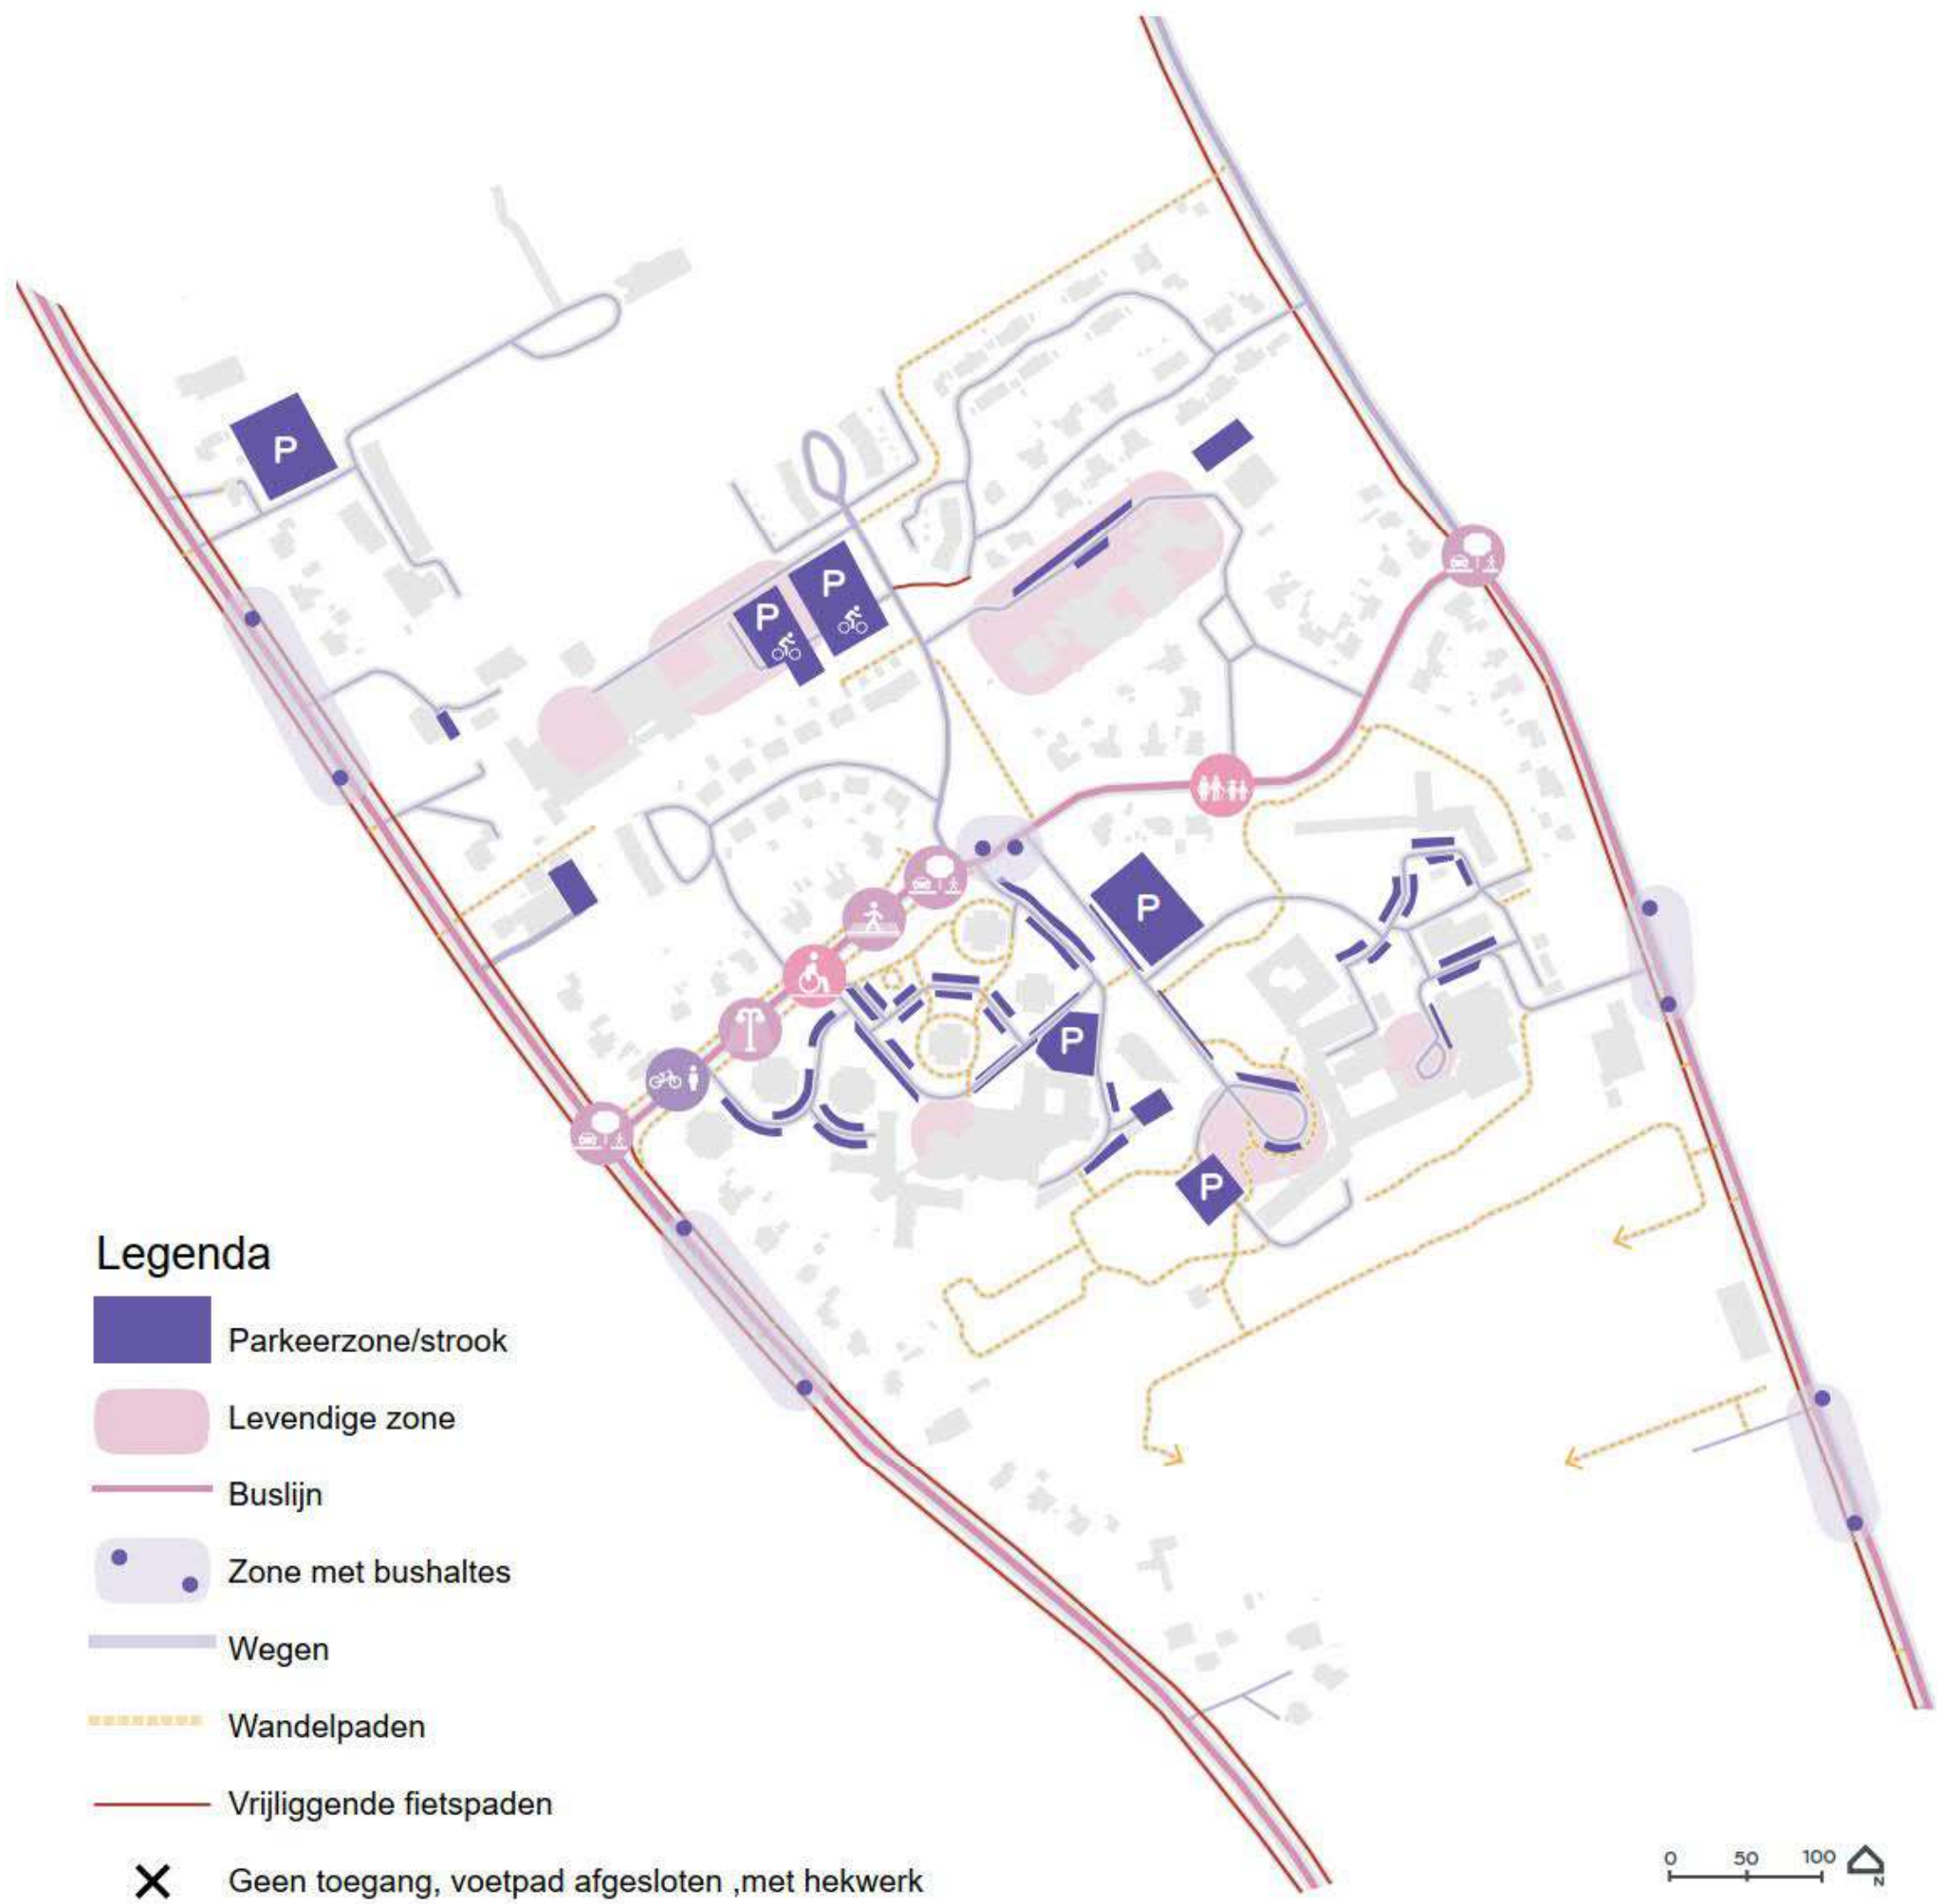 P
P
P
P
P
P
Legenda
Parkeerzone/strook
Levendige zone
Buslijn
Zone met bushaltes
Wegen
Wandelpaden
Vrijliggende fietspaden
Geen toegang, voetpad afgesloten ,met hekwerk
0 50 100
N